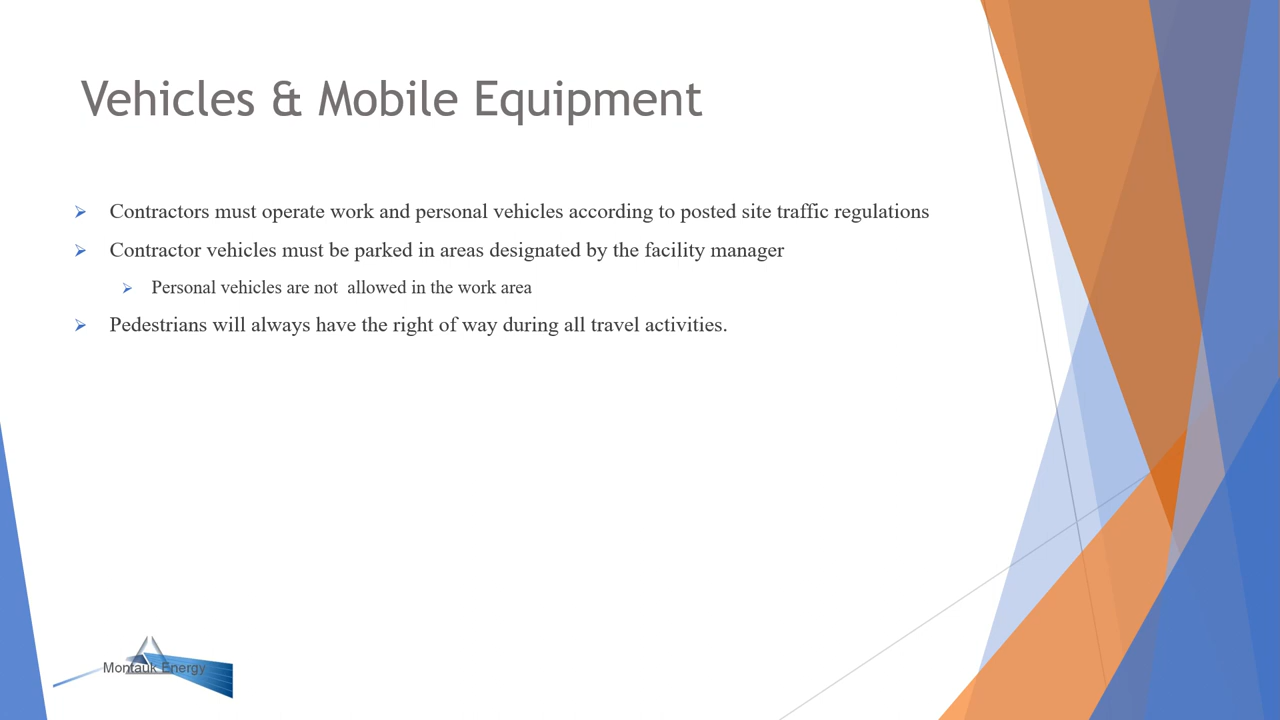 Vehicles & Mobile Equipment
Contractors must operate work and personal vehicles according to posted site traffic regulations
Contractor vehicles must be parked in areas designated by the facility manager
Personal vehicles are not  allowed in the work area
Pedestrians will always have the right of way during all travel activities.
Montauk Energy